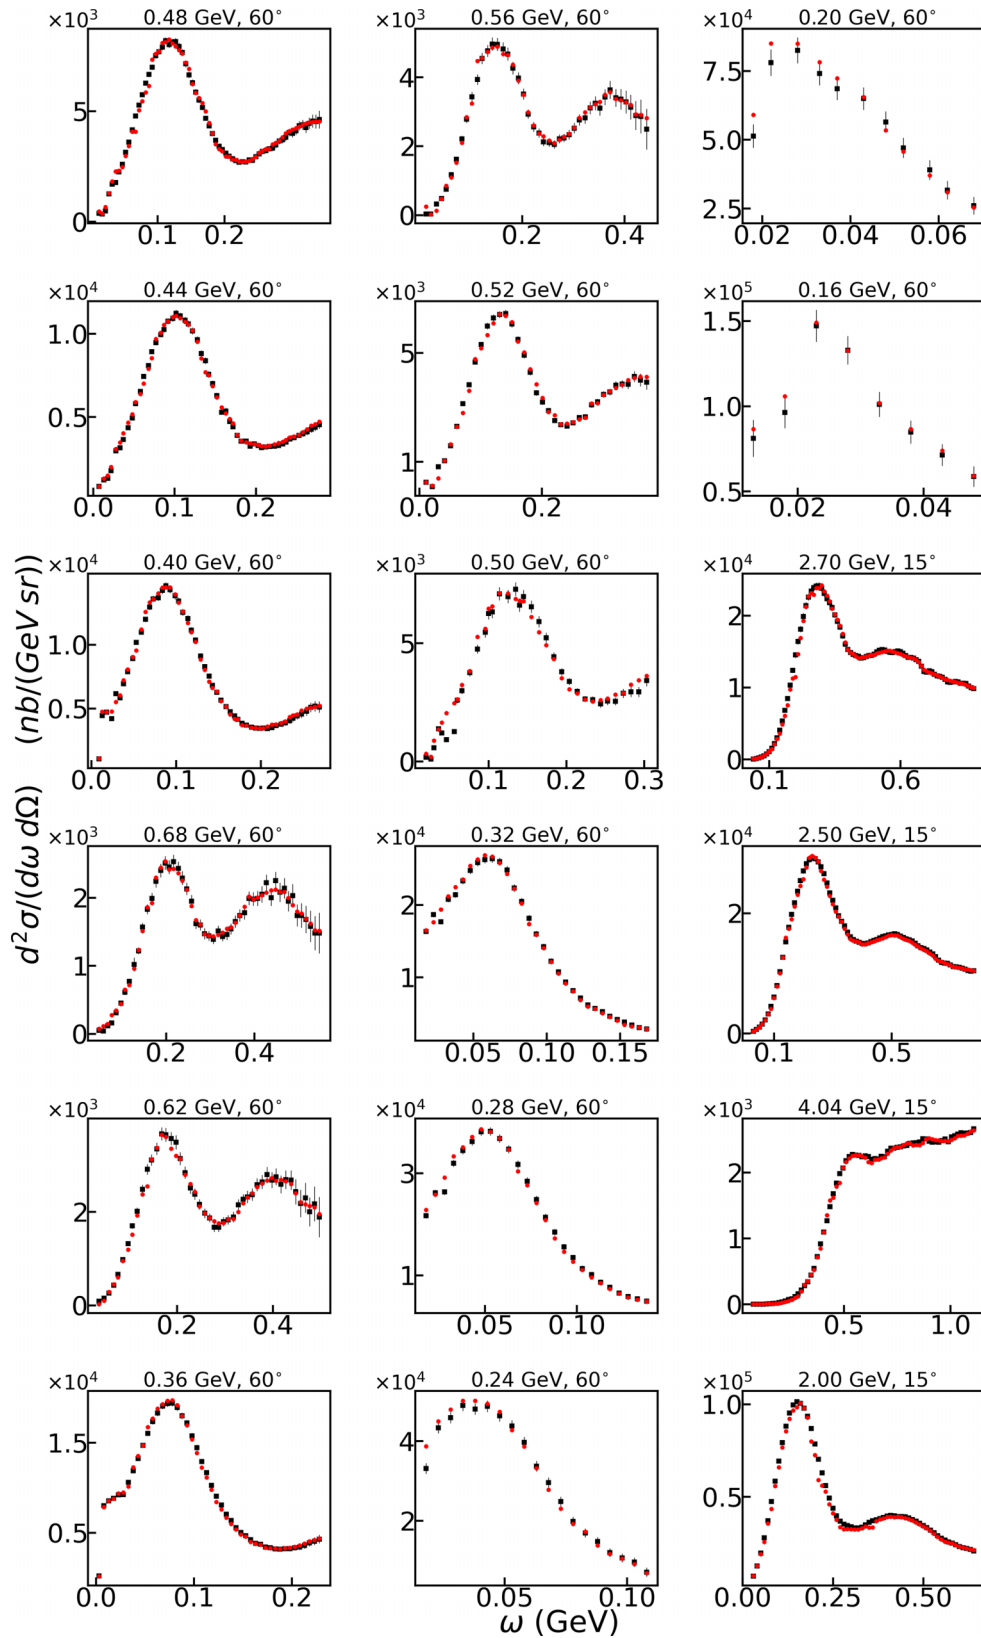 ×10³ 0.48 GeV, 60°
5
0
0.1 0.2
×10³ 0.56 GeV, 60°
4
2
0
0.2 0.4
×10⁴ 0.20 GeV, 60°
7.5
5.0
2.5
0.02 0.04 0.06
×10⁴ 0.44 GeV, 60°
1.0
0.5
0.0 0.1 0.2
×10³ 0.52 GeV, 60°
5
1
0.2
×10⁵ 0.16 GeV, 60°
1.5
1.0
0.5
0.02 0.04
×10⁴ 0.40 GeV, 60°
1.0
0.5
0.0 0.1 0.2
×10³ 0.50 GeV, 60°
5
0
0.1 0.2 0.3
×10⁴ 2.70 GeV, 15°
2
1
0
0.1 0.6
×10³ 0.68 GeV, 60°
2
1
0
0.2 0.4
×10⁴ 0.32 GeV, 60°
2
1
0.05 0.10 0.15
×10⁴ 2.50 GeV, 15°
2
0
0.1 0.5
×10³ 0.62 GeV, 60°
2
0
0.2 0.4
×10⁴ 0.28 GeV, 60°
3
1
0.05 0.10
×10³ 4.04 GeV, 15°
2
1
0
0.5 1.0
×10⁴ 0.36 GeV, 60°
1.5
0.5
0.0 0.1 0.2
×10⁴ 0.24 GeV, 60°
4
2
0.05 0.10
×10⁵ 2.00 GeV, 15°
1.0
0.5
0.00 0.25 0.50
d²σ/(dω dΩ) (nb/(GeV sr))
ω (GeV)